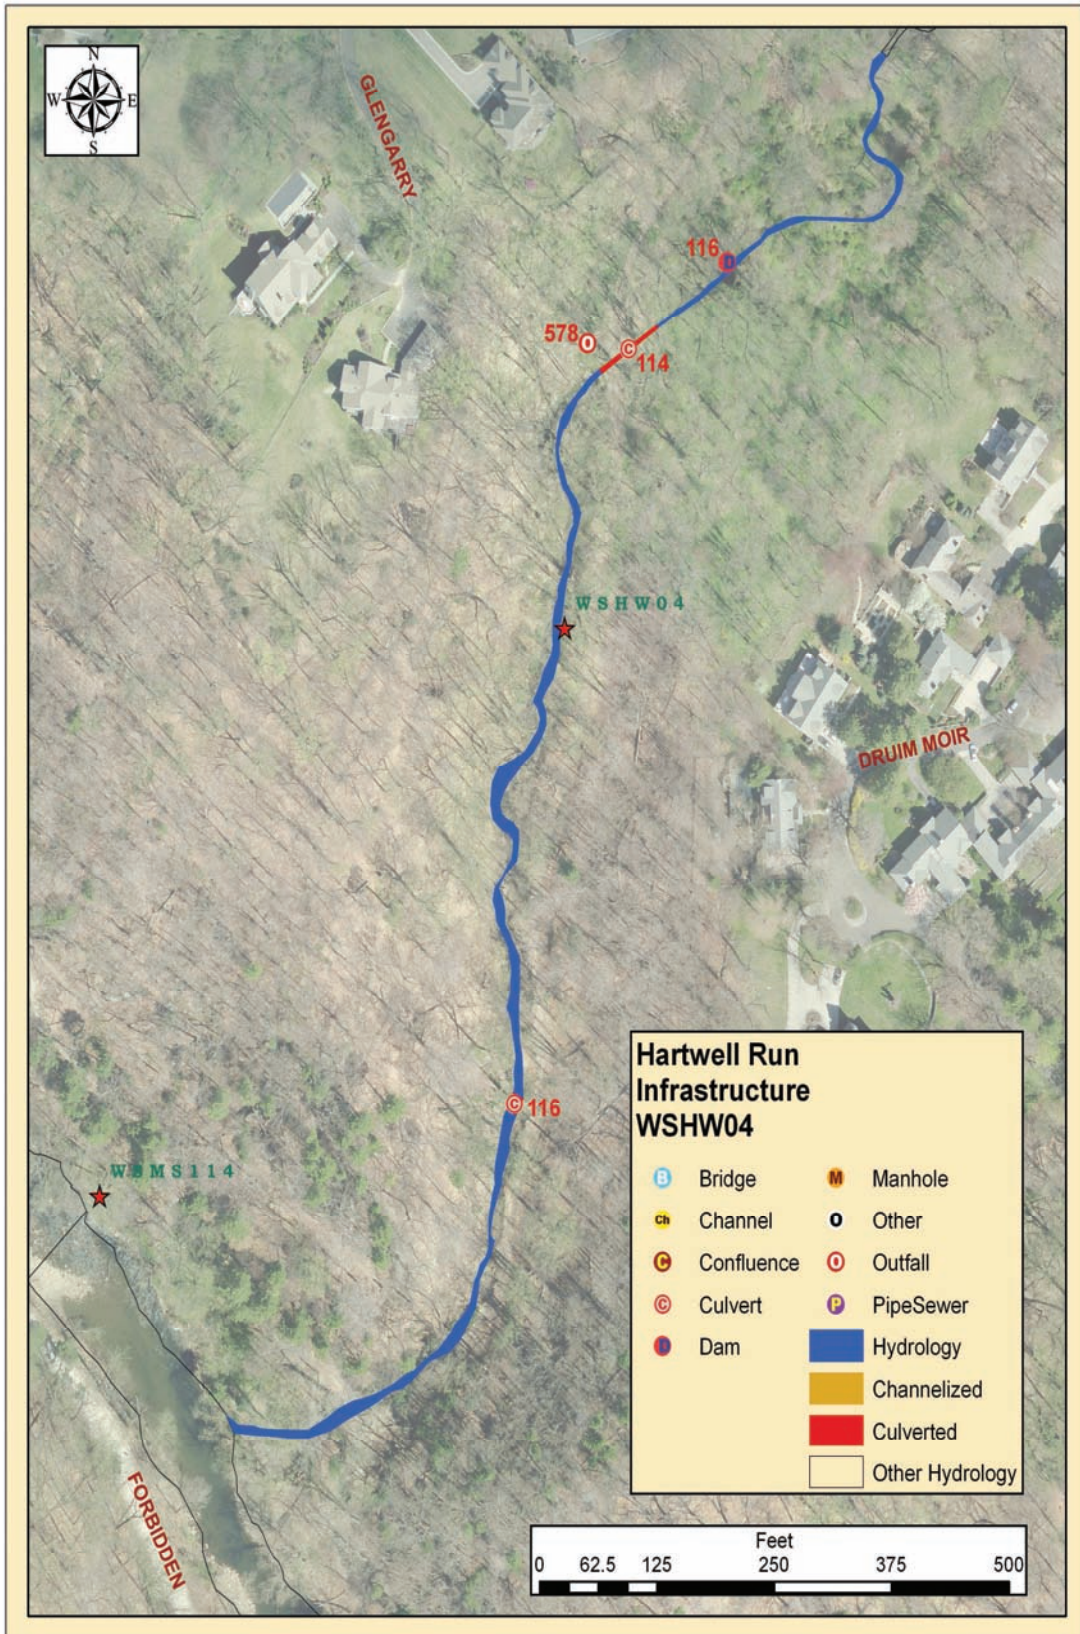 N
W E
S
GLENGARRY
116
D
578
O
C
114
WSHW04
DRUIM MOIR
C
116
WSMS114
FORBIDDEN
Hartwell Run
Infrastructure
WSHW04
B Bridge
Ch Channel
C Confluence
C Culvert
D Dam
M Manhole
O Other
O Outfall
P PipeSewer
Hydrology
Channelized
Culverted
Other Hydrology
Feet
0 62.5 125 250 375 500